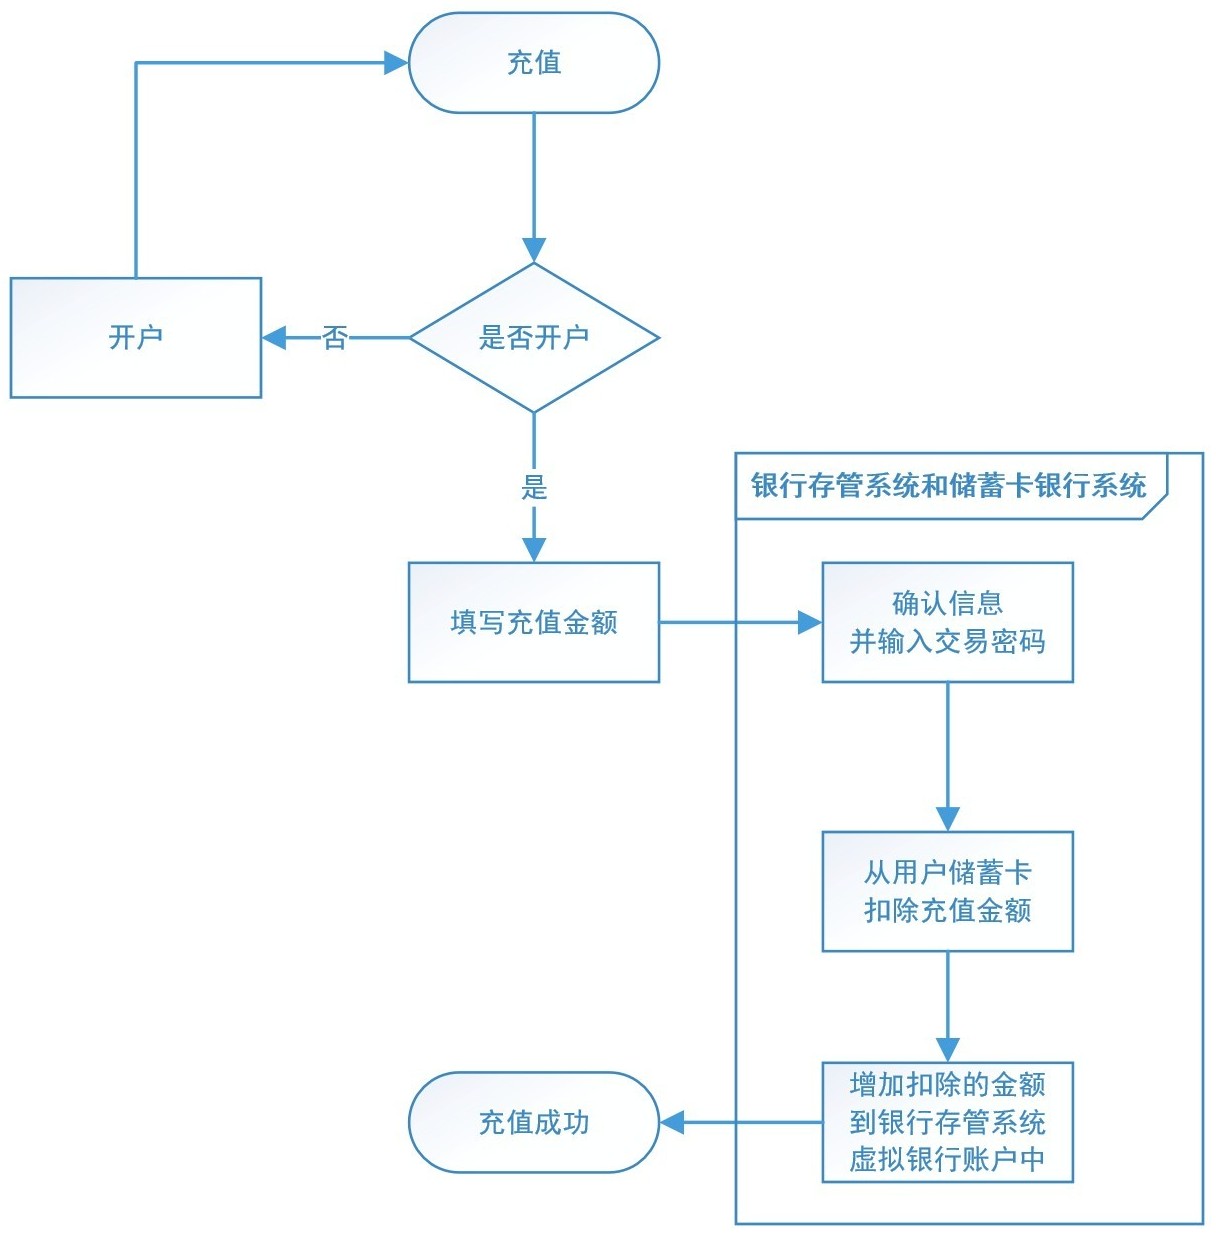 充值
开户
否
是否开户
是
银行存管系统和储蓄卡银行系统
填写充值金额
确认信息
并输入交易密码
从用户储蓄卡
扣除充值金额
增加扣除的金额
到银行存管系统
虚拟银行账户中
充值成功